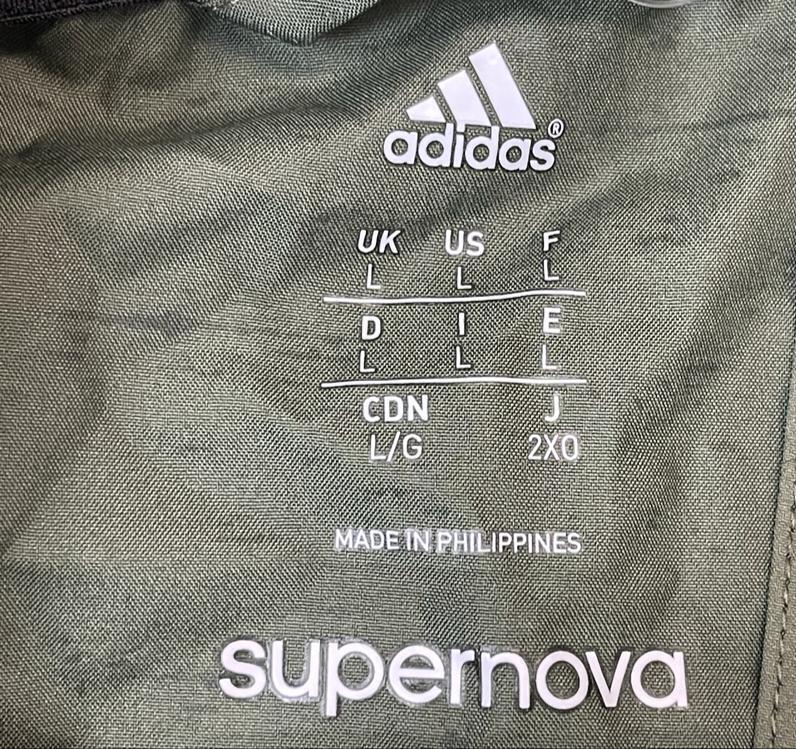 adidas®
UK US F
L L L
D I E
L L L
CDN J
L/G 2XO
MADE IN PHILIPPINES
supernova